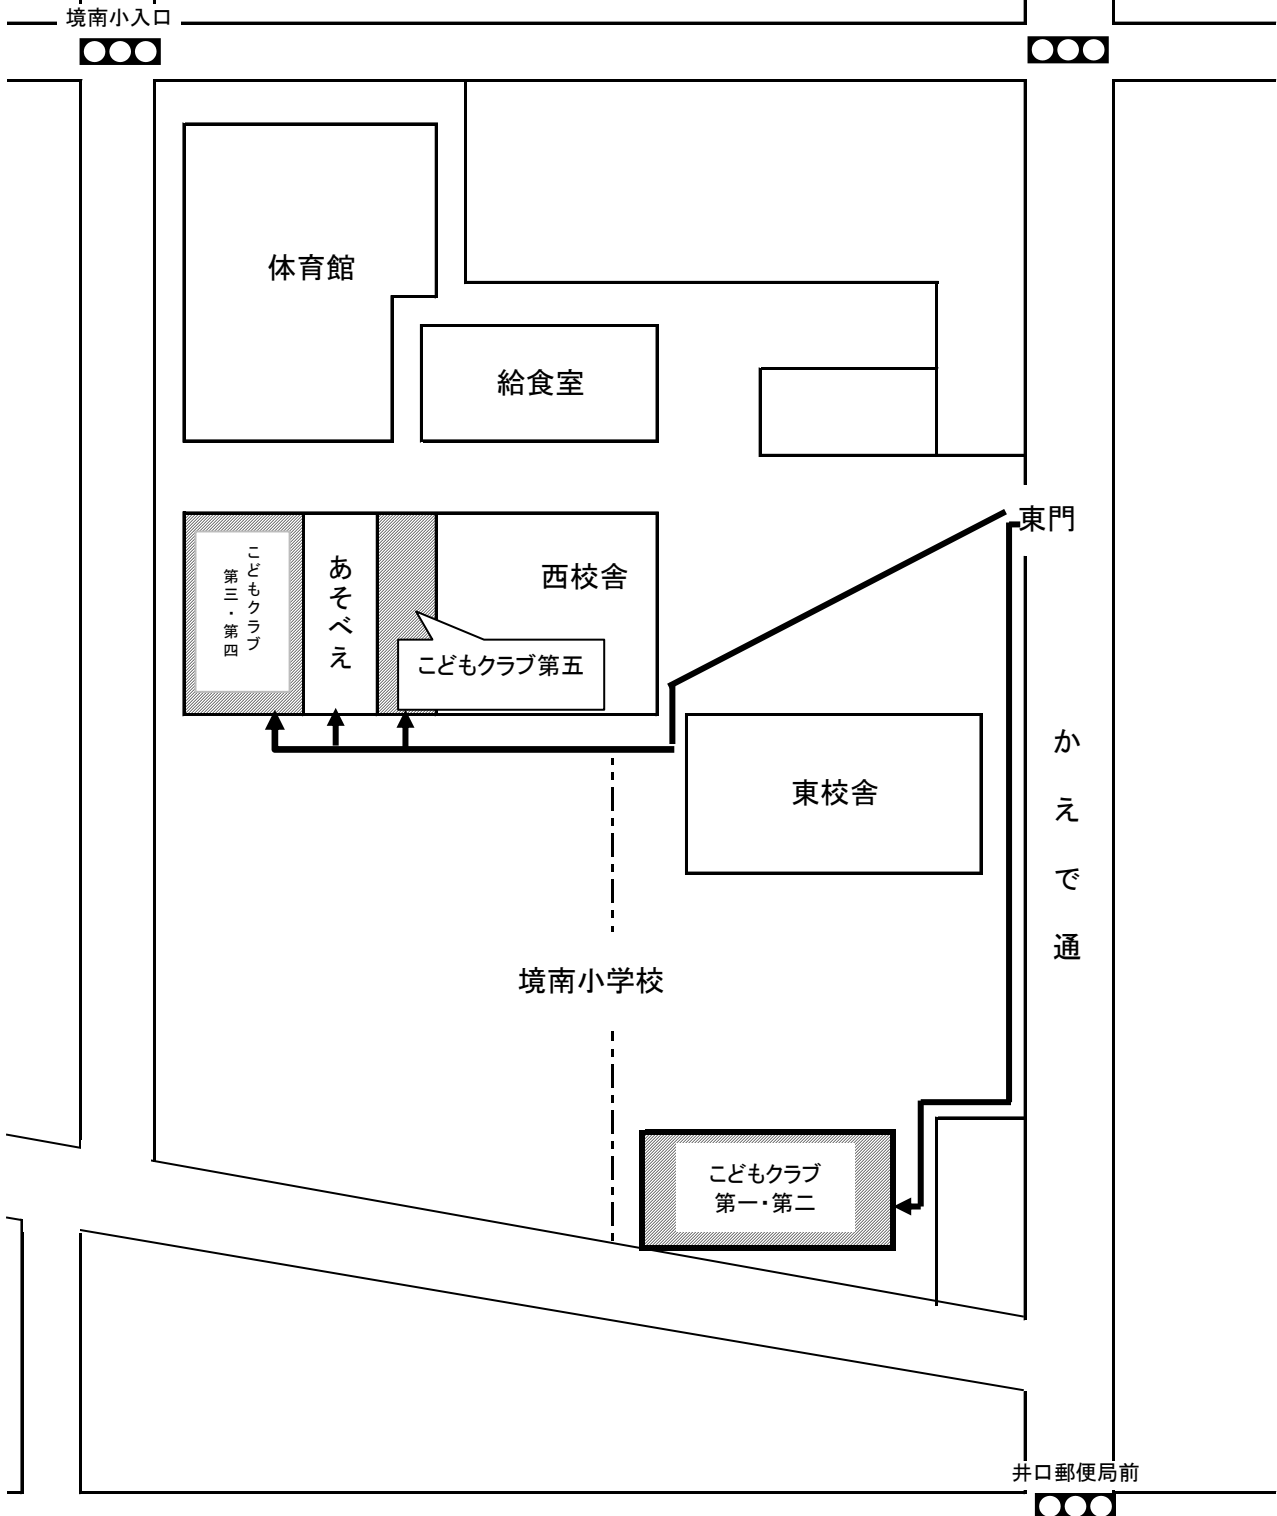 境南小入口
体育館
給食室
東門
こどもクラブ
第三・第四
あそべえ
西校舎
こどもクラブ第五
かえで通
東校舎
境南小学校
こどもクラブ
第一・第二
井口郵便局前